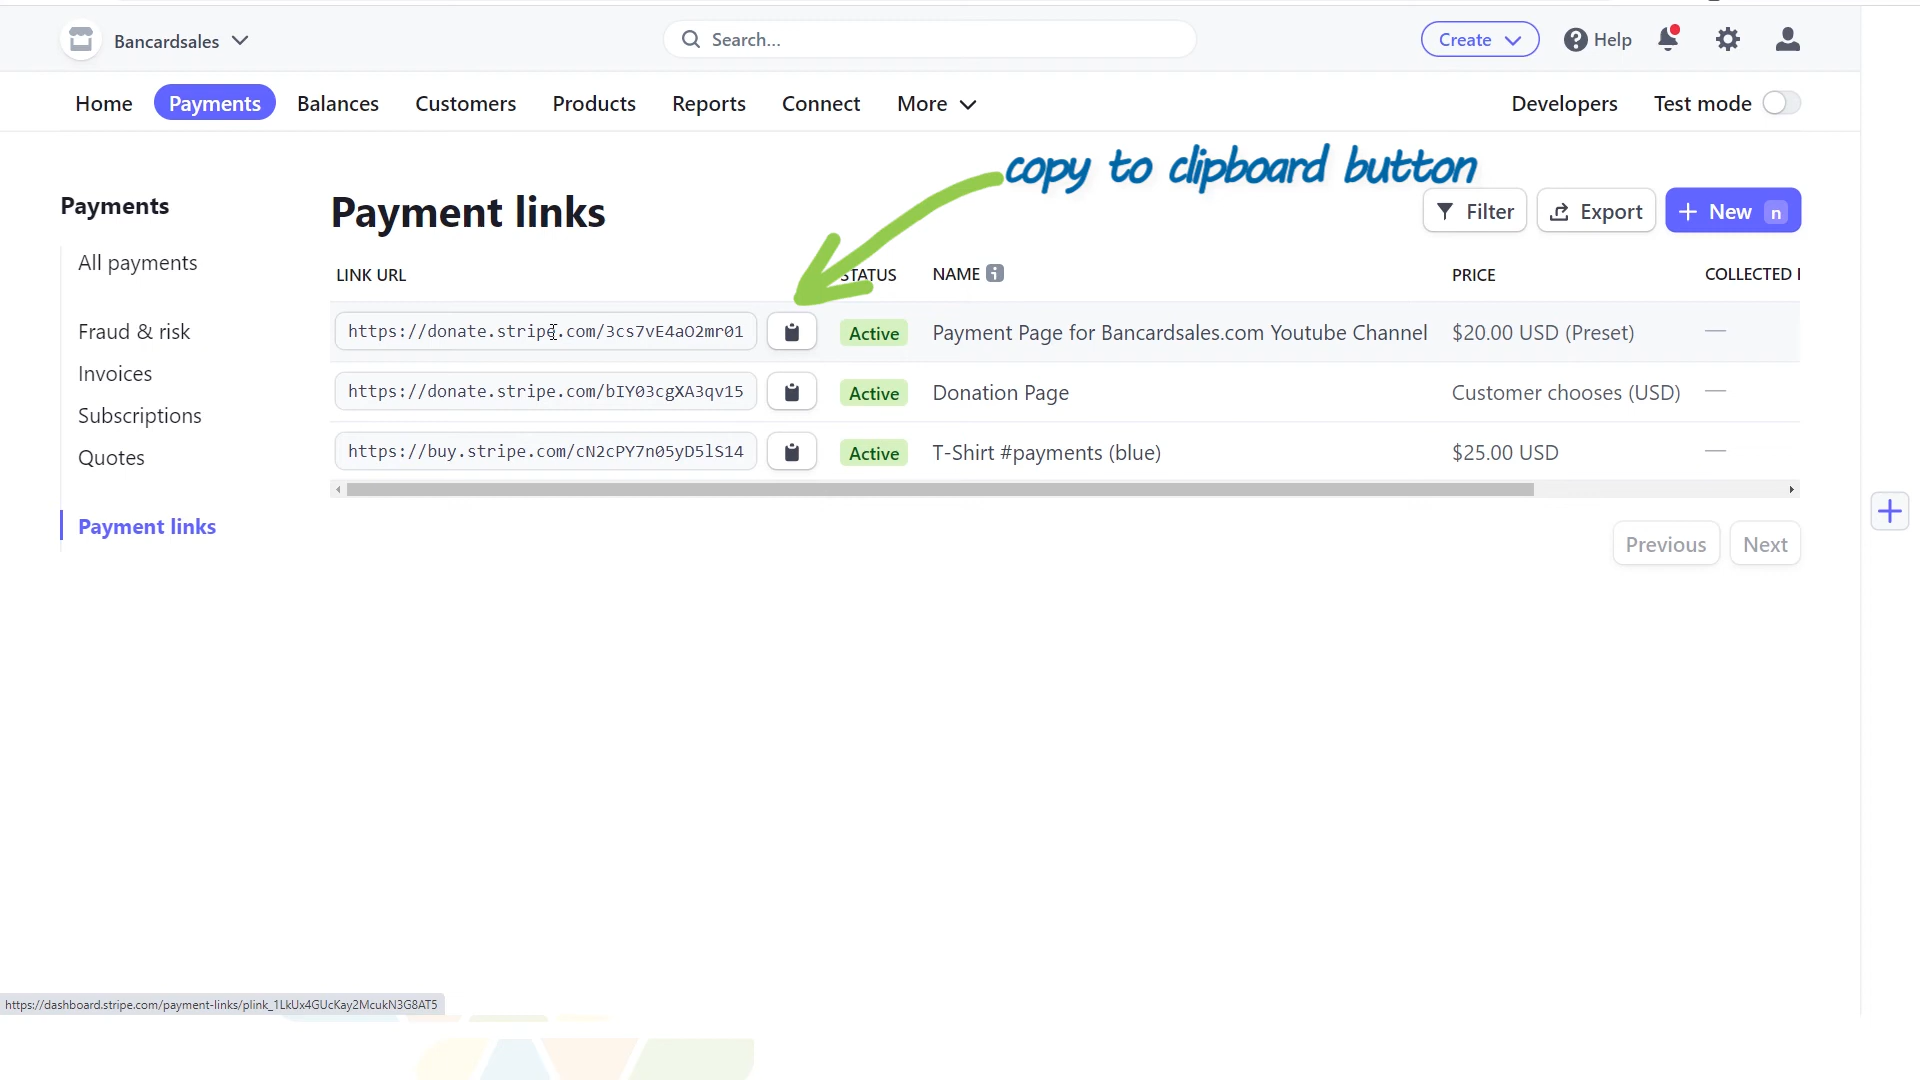 Bancardsales
Search...
Create
Help
Home
Payments
Balances
Customers
Products
Reports
Connect
More
Developers
Test mode
copy to clipboard button
Payments
All payments
Fraud & risk
Invoices
Subscriptions
Quotes
Payment links
Payment links
Filter
Export
New n
LINK URL
STATUS
NAME
PRICE
COLLECTED
https://donate.stripe.com/3cs7vE4aO2mr01
Active
Payment Page for Bancardsales.com Youtube Channel
$20.00 USD (Preset)
—
https://donate.stripe.com/bIY03cgXA3qv15
Active
Donation Page
Customer chooses (USD)
—
https://buy.stripe.com/cN2cPY7n05yD5lS14
Active
T-Shirt #payments (blue)
$25.00 USD
—
Previous
Next
https://dashboard.stripe.com/payment-links/plink_1LkUx4GUcKay2McukN3G8AT5